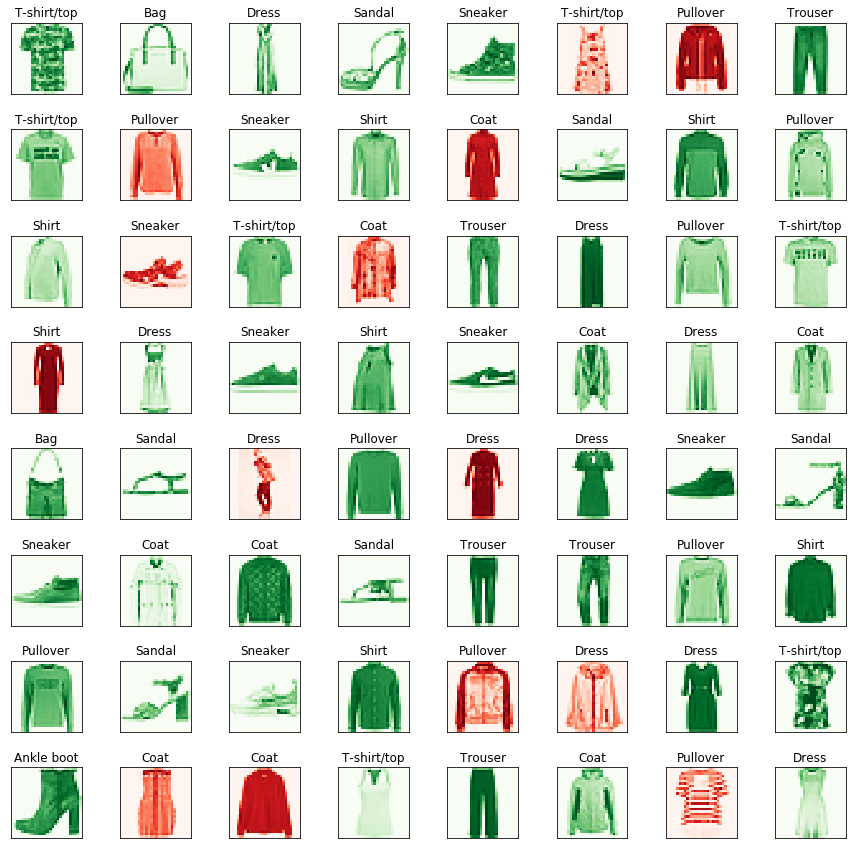 T-shirt/top Bag Dress Sandal Sneaker T-shirt/top Pullover Trouser
T-shirt/top Pullover Sneaker Shirt Coat Sandal Shirt Pullover
Shirt Sneaker T-shirt/top Coat Trouser Dress Pullover T-shirt/top
Shirt Dress Sneaker Shirt Sneaker Coat Dress Coat
Bag Sandal Dress Pullover Dress Dress Sneaker Sandal
Sneaker Coat Coat Sandal Trouser Trouser Pullover Shirt
Pullover Sandal Sneaker Shirt Pullover Dress Dress T-shirt/top
Ankle boot Coat Coat T-shirt/top Trouser Coat Pullover Dress